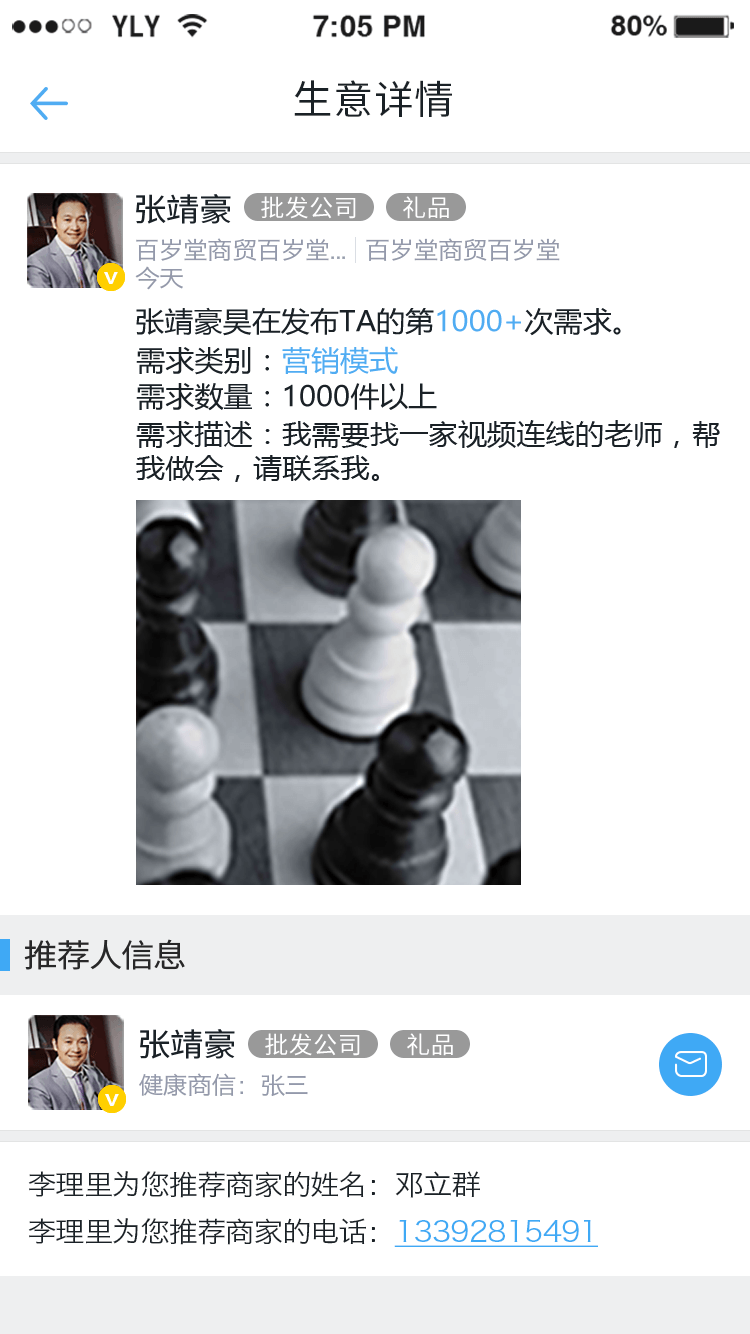 YLY 7:05 PM 80%
生意详情
张靖豪 批发公司 礼品
V
百岁堂商贸百岁堂... 百岁堂商贸百岁堂
今天
张靖豪昊在发布TA的第1000+次需求。
需求类别：营销模式
需求数量：1000件以上
需求描述：我需要找一家视频连线的老师，帮
我做会，请联系我。
推荐人信息
张靖豪 批发公司 礼品
V
健康商信：张三
李理里为您推荐商家的姓名：邓立群
李理里为您推荐商家的电话：13392815491